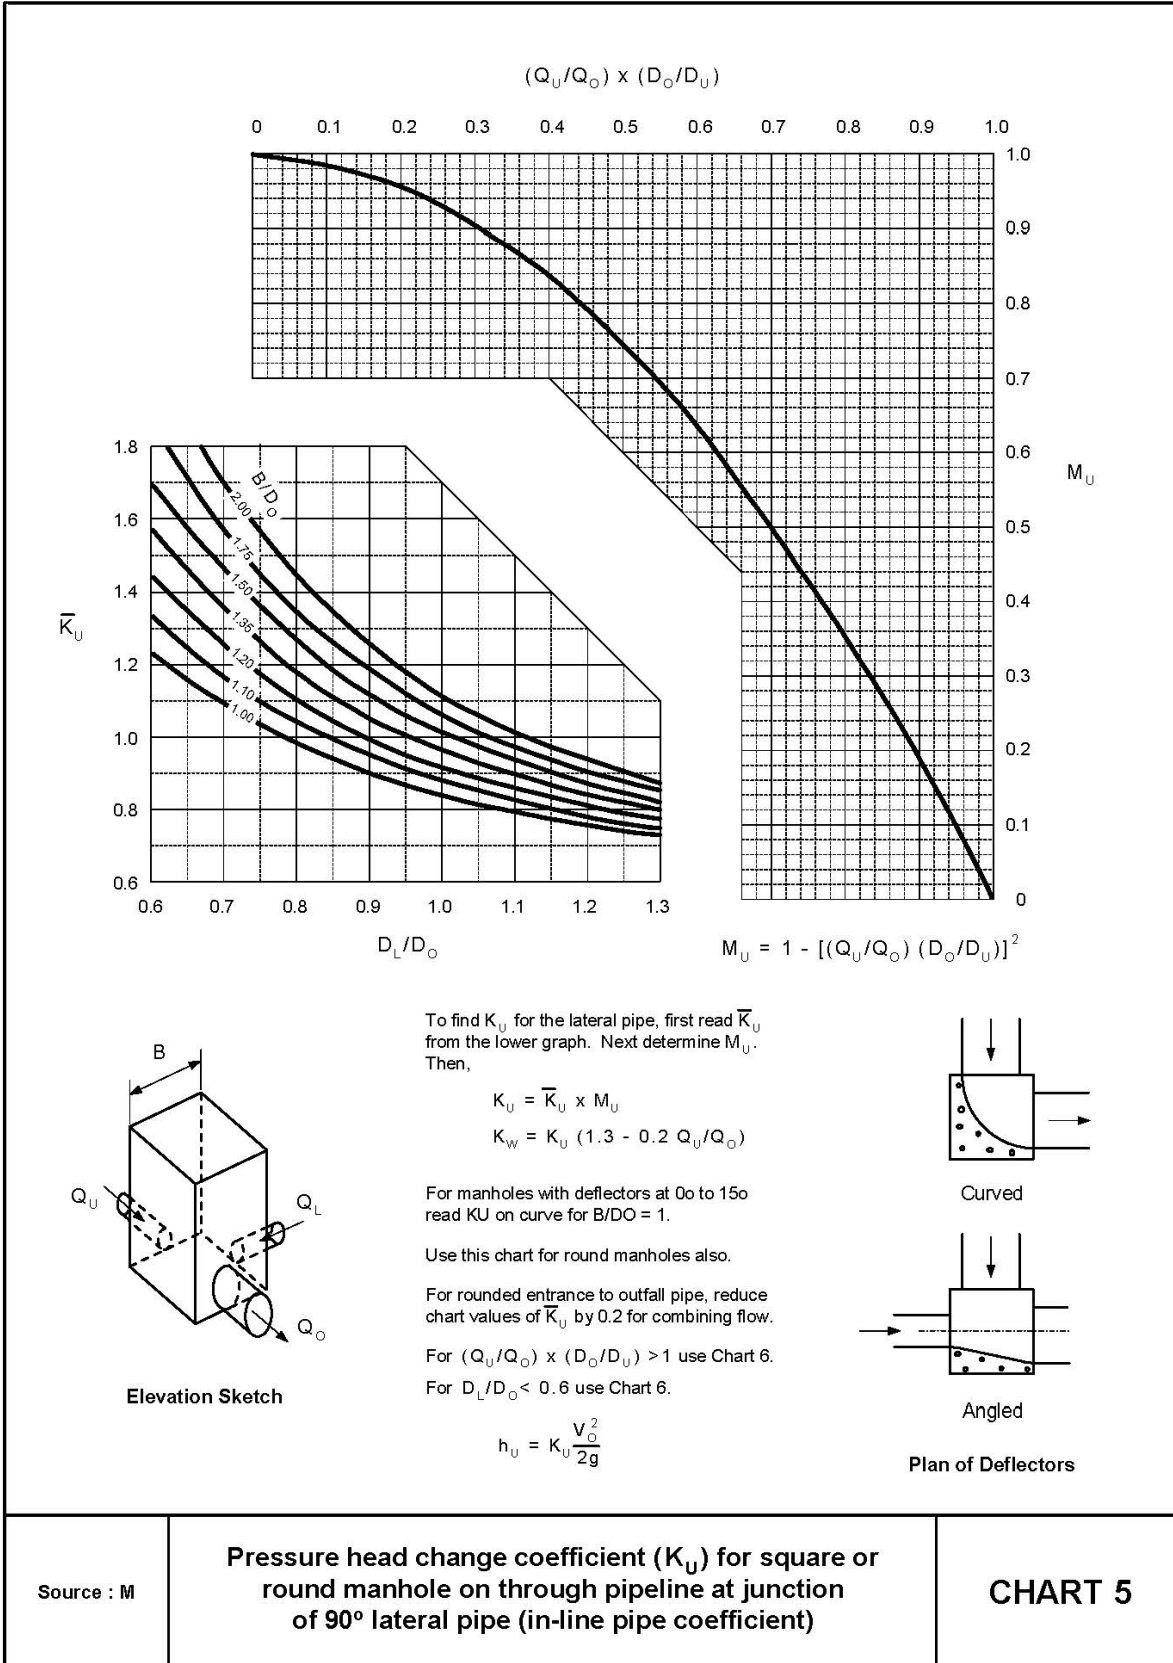 (Q_U/Q_O) x (D_O/D_U)
0 0.1 0.2 0.3 0.4 0.5 0.6 0.7 0.8 0.9 1.0
1.0
0.9
0.8
0.7
0.6
M_U
0.5
0.4
0.3
0.2
0.1
0
M_U = 1 - [(Q_U/Q_O) (D_O/D_U)]²
1.8
1.6
1.4
K̅_U
1.2
1.0
0.8
0.6
B/D_O
2.00
1.75
1.50
1.35
1.20
1.10
1.00
0.6 0.7 0.8 0.9 1.0 1.1 1.2 1.3
D_L/D_O
B
Q_U
Q_L
Q_O
Elevation Sketch
To find K_U for the lateral pipe, first read K̅_U
from the lower graph. Next determine M_U.
Then,
K_U = K̅_U x M_U
K_W = K_U (1.3 - 0.2 Q_U/Q_O)
For manholes with deflectors at 0o to 15o
read KU on curve for B/DO = 1.
Use this chart for round manholes also.
For rounded entrance to outfall pipe, reduce
chart values of K̅_U by 0.2 for combining flow.
For (Q_U/Q_O) x (D_O/D_U) >1 use Chart 6.
For D_L/D_O< 0.6 use Chart 6.
h_U = K_U V_O²/2g
Curved
Angled
Plan of Deflectors
Source : M
Pressure head change coefficient (K_U) for square or
round manhole on through pipeline at junction
of 90º lateral pipe (in-line pipe coefficient)
CHART 5